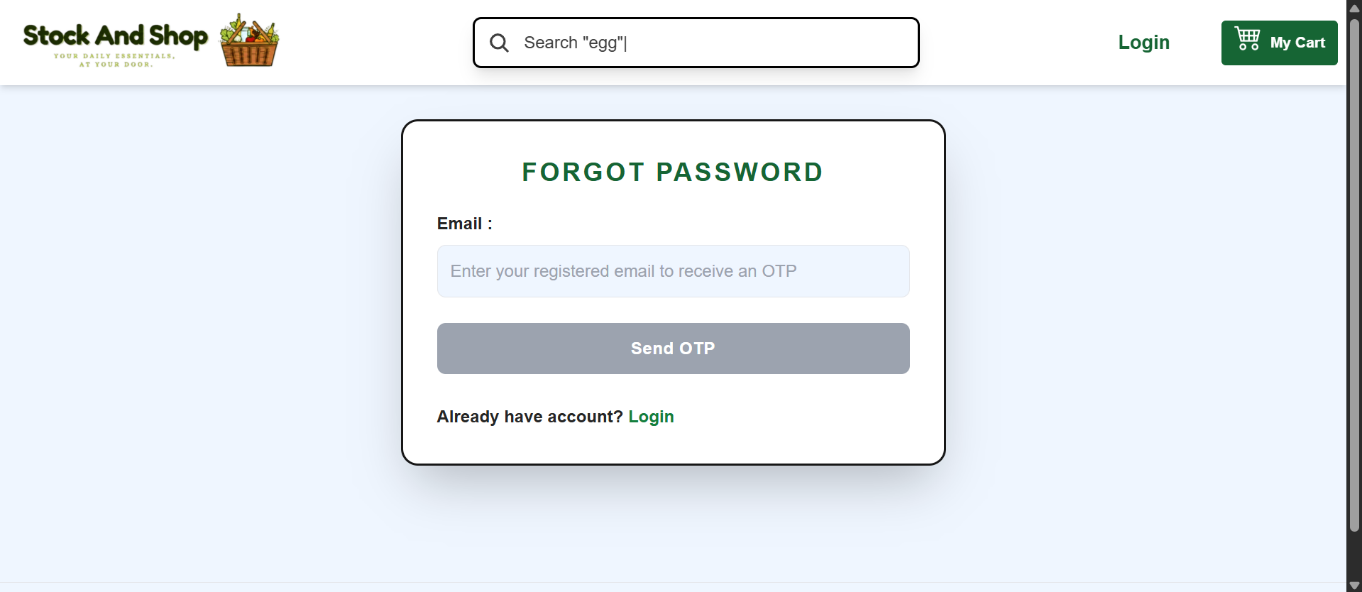 Stock And Shop
YOUR DAILY ESSENTIALS,
AT YOUR DOOR.
Search "egg"|
Login
My Cart
FORGOT PASSWORD
Email :
Enter your registered email to receive an OTP
Send OTP
Already have account? Login